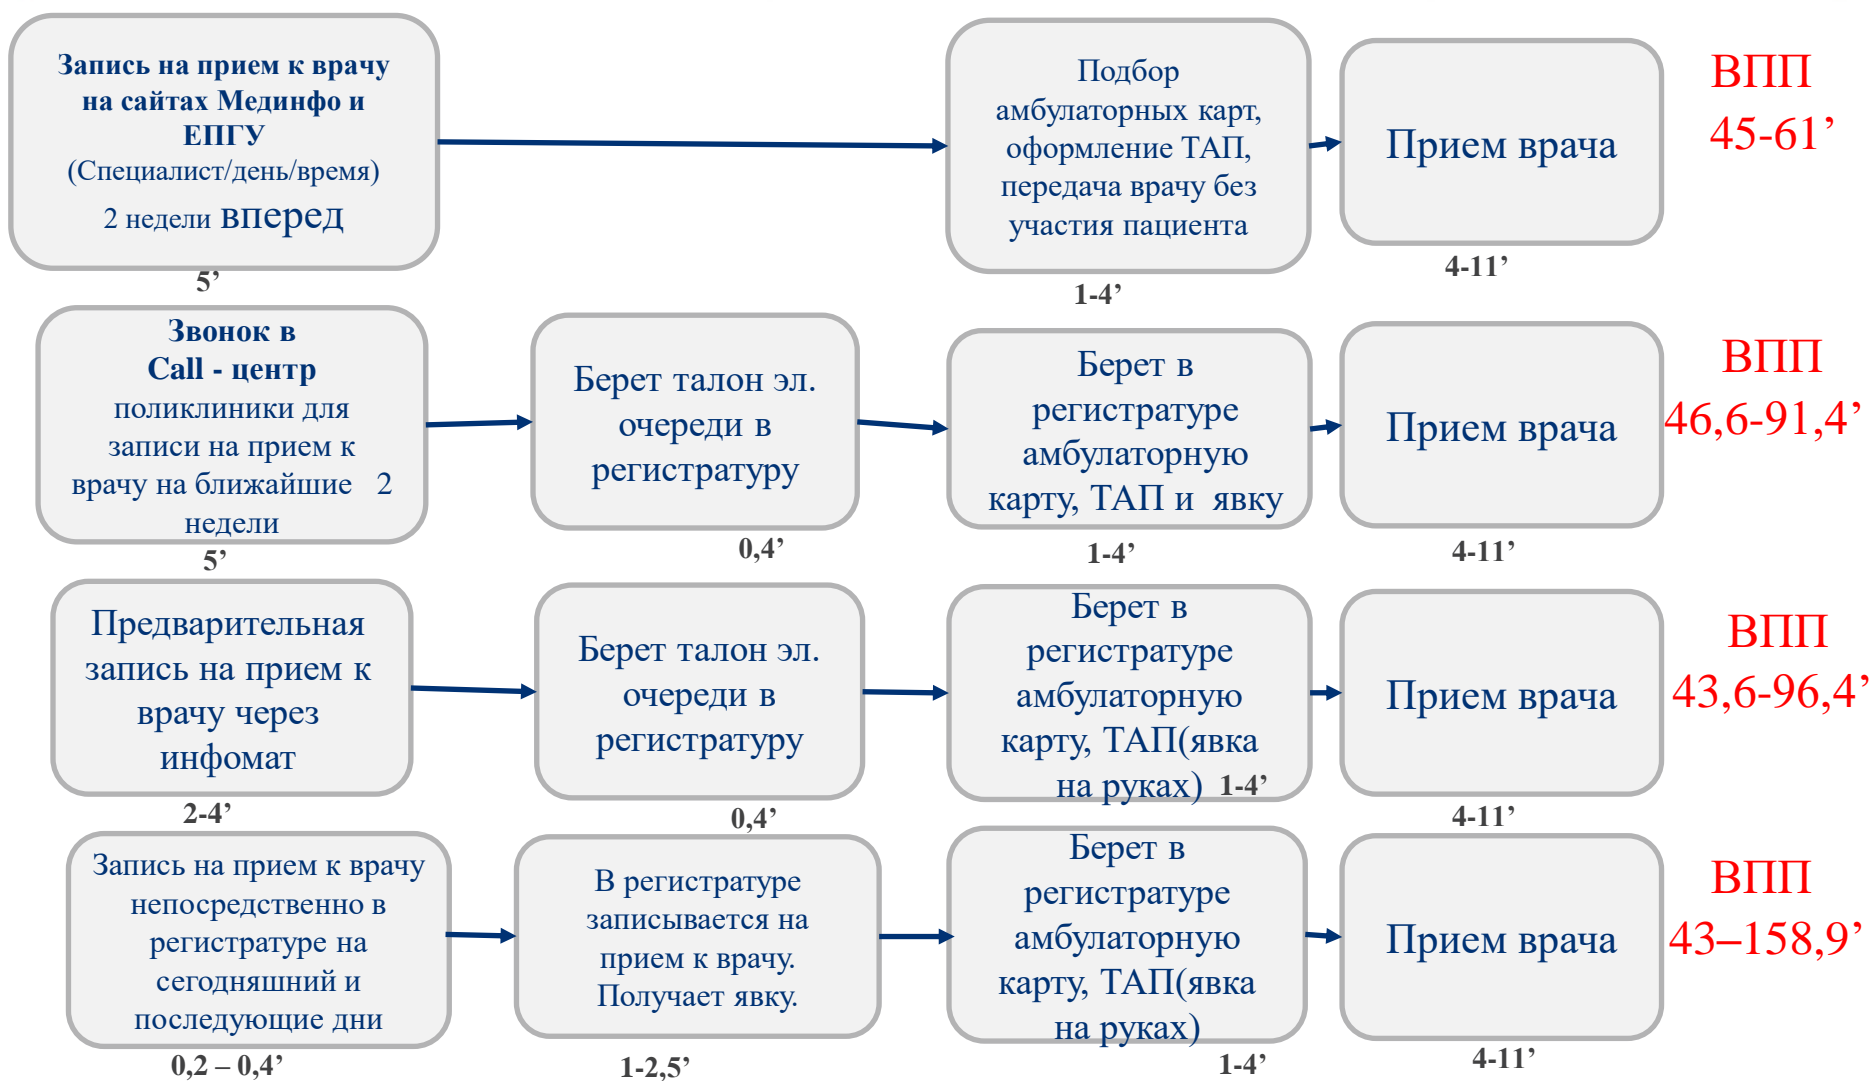 Запись на прием к врачу
на сайтах Мединфо и
ЕПГУ
(Специалист/день/время)
2 недели вперед
5’
Подбор
амбулаторных карт,
оформление ТАП,
передача врачу без
участия пациента
1-4’
Прием врача
4-11’
ВПП
45-61’
Звонок в
Call - центр
поликлиники для
записи на прием к
врачу на ближайшие 2
недели
5’
Берет талон эл.
очереди в
регистратуру
0,4’
Берет в
регистратуре
амбулаторную
карту, ТАП и явку
1-4’
Прием врача
4-11’
ВПП
46,6-91,4’
Предварительная
запись на прием к
врачу через
инфомат
2-4’
Берет талон эл.
очереди в
регистратуру
0,4’
Берет в
регистратуре
амбулаторную
карту, ТАП(явка
на руках) 1-4’
Прием врача
4-11’
ВПП
43,6-96,4’
Запись на прием к врачу
непосредственно в
регистратуре на
сегодняшний и
последующие дни
0,2 – 0,4’
В регистратуре
записывается на
прием к врачу.
Получает явку.
1-2,5’
Берет в
регистратуре
амбулаторную
карту, ТАП(явка
на руках)
1-4’
Прием врача
4-11’
ВПП
43–158,9’